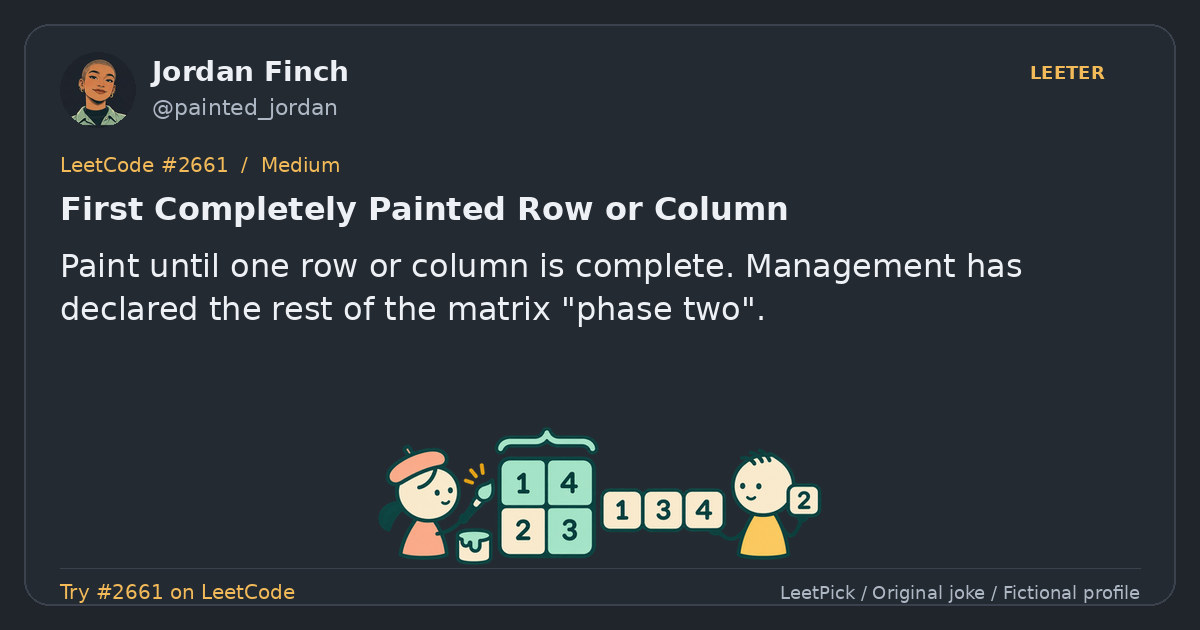 Jordan Finch
@painted_jordan
LEETER
LeetCode #2661 / Medium
First Completely Painted Row or Column
Paint until one row or column is complete. Management has
declared the rest of the matrix "phase two".
1 4
2 3
1 3 4
2
Try #2661 on LeetCode
LeetPick / Original joke / Fictional profile